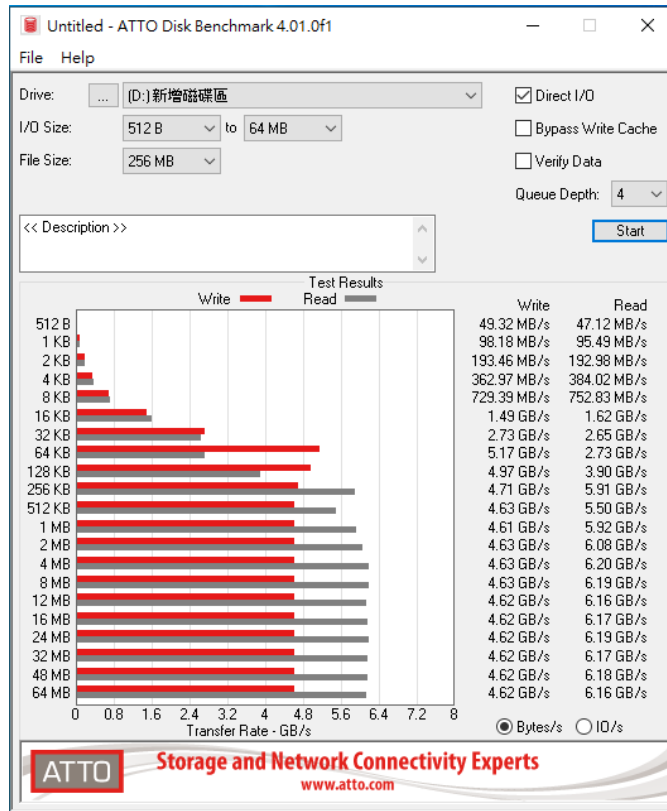 Untitled - ATTO Disk Benchmark 4.01.0f1
File Help
Drive: ... (D:)新增磁碟區 Direct I/O
I/O Size: 512 B to 64 MB Bypass Write Cache
File Size: 256 MB Verify Data
Queue Depth: 4
<< Description >> Start
Test Results
Write Read Write Read
512 B 49.32 MB/s 47.12 MB/s
1 KB 98.18 MB/s 95.49 MB/s
2 KB 193.46 MB/s 192.98 MB/s
4 KB 362.97 MB/s 384.02 MB/s
8 KB 729.39 MB/s 752.83 MB/s
16 KB 1.49 GB/s 1.62 GB/s
32 KB 2.73 GB/s 2.65 GB/s
64 KB 5.17 GB/s 2.73 GB/s
128 KB 4.97 GB/s 3.90 GB/s
256 KB 4.71 GB/s 5.91 GB/s
512 KB 4.63 GB/s 5.50 GB/s
1 MB 4.61 GB/s 5.92 GB/s
2 MB 4.63 GB/s 6.08 GB/s
4 MB 4.63 GB/s 6.20 GB/s
8 MB 4.63 GB/s 6.19 GB/s
12 MB 4.62 GB/s 6.16 GB/s
16 MB 4.62 GB/s 6.17 GB/s
24 MB 4.62 GB/s 6.19 GB/s
32 MB 4.62 GB/s 6.17 GB/s
48 MB 4.62 GB/s 6.18 GB/s
64 MB 4.62 GB/s 6.16 GB/s
0 0.8 1.6 2.4 3.2 4 4.8 5.6 6.4 7.2 8
Transfer Rate - GB/s Bytes/s IO/s
ATTO Storage and Network Connectivity Experts
www.atto.com